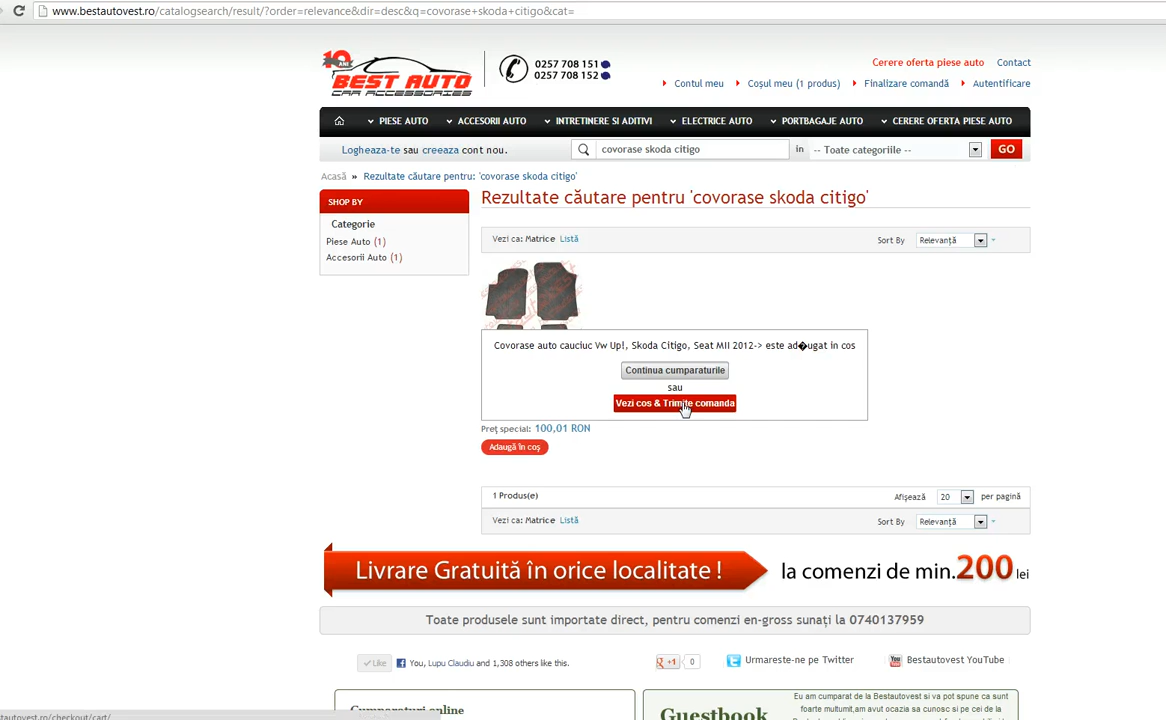 www.bestautovest.ro/catalogsearch/result/?order=relevance&dir=desc&q=covorase+skoda+citigo&cat=
10 ANI
BEST AUTO
CAR ACCESSORIES
0257 708 151
0257 708 152
Cerere oferta piese auto Contact
Contul meu Coșul meu (1 produs) Finalizare comandă Autentificare
PIESE AUTO ACCESORII AUTO INTRETINERE SI ADITIVI ELECTRICE AUTO PORTBAGAJE AUTO CERERE OFERTA PIESE AUTO
Logheaza-te sau creeaza cont nou. covorase skoda citigo in -- Toate categoriile -- GO
Acasă » Rezultate căutare pentru: 'covorase skoda citigo'
SHOP BY
Categorie
Piese Auto (1)
Accesorii Auto (1)
Rezultate căutare pentru 'covorase skoda citigo'
Vezi ca: Matrice Listă Sort By Relevanță
Covorase auto cauciuc Vw Up!, Skoda Citigo, Seat MII 2012-> este ad�ugat in cos
Continua cumparaturile
sau
Vezi cos & Trimite comanda
Preț special: 100,01 RON
Adaugă în coș
1 Produs(e) Afișează 20 per pagină
Vezi ca: Matrice Listă Sort By Relevanță
Livrare Gratuită în orice localitate ! la comenzi de min.200 lei
Toate produsele sunt importate direct, pentru comenzi en-gross sunați la 0740137959
Like You, Lupu Claudiu and 1,308 others like this. +1 0 Urmareste-ne pe Twitter Bestautovest YouTube
Cumparaturi online
Guestbook
Eu am cumparat de la Bestautovest si va pot spune ca sunt
foarte multumit,am avut ocazia sa cunosc si pe cei de la
tautovest.ro/checkout/cart/